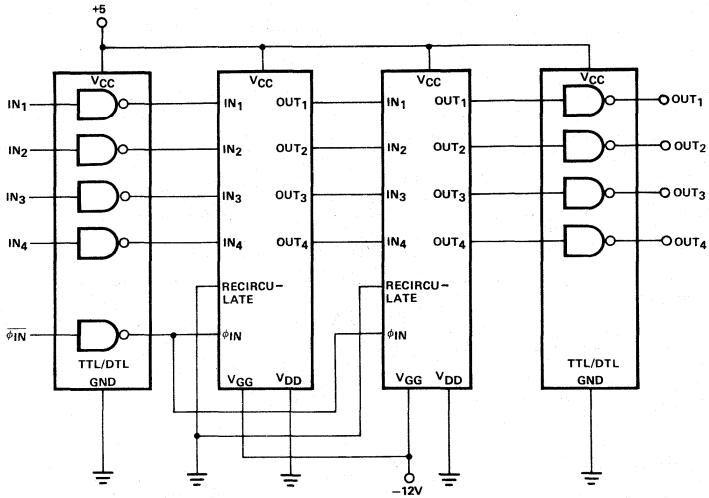 +5
VCC VCC VCC VCC
IN1 IN1 OUT1 IN1 OUT1 OUT1
IN2 IN2 OUT2 IN2 OUT2 OUT2
IN3 IN3 OUT3 IN3 OUT3 OUT3
IN4 IN4 OUT4 IN4 OUT4 OUT4
RECIRCU- RECIRCU-
LATE LATE
ϕIN ϕIN ϕIN
TTL/DTL TTL/DTL
GND VGG VDD VGG VDD GND
−12V